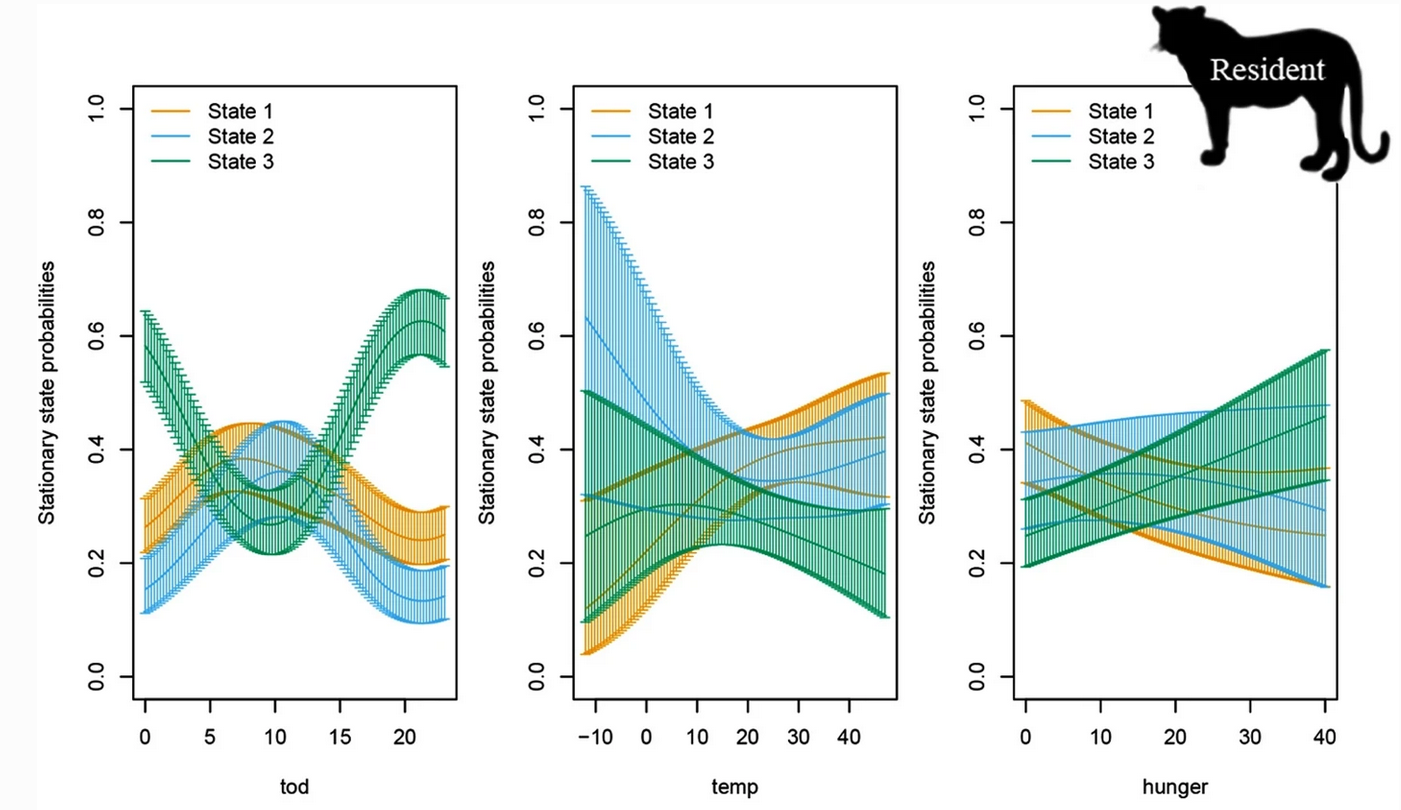 Resident
Stationary state probabilities
1.0
0.8
0.6
0.4
0.2
0.0
State 1
State 2
State 3
0 5 10 15 20
tod
Stationary state probabilities
1.0
0.8
0.6
0.4
0.2
0.0
State 1
State 2
State 3
−10 0 10 20 30 40
temp
Stationary state probabilities
1.0
0.8
0.6
0.4
0.2
0.0
State 1
State 2
State 3
0 10 20 30 40
hunger